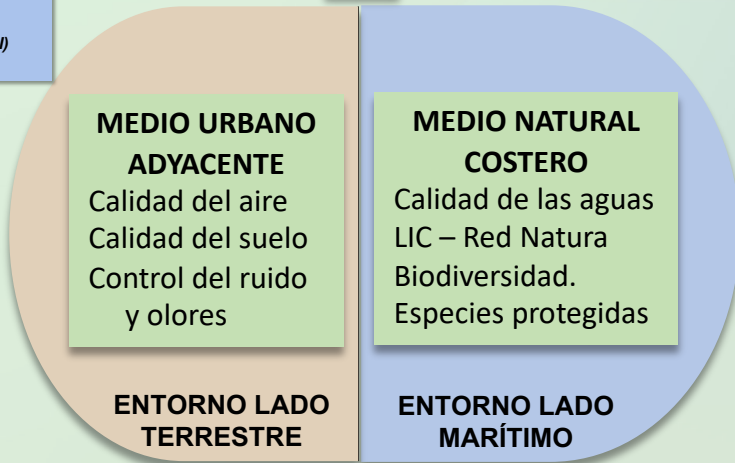 MEDIO URBANO
ADYACENTE
Calidad del aire
Calidad del suelo
Control del ruido
y olores
MEDIO NATURAL
COSTERO
Calidad de las aguas
LIC – Red Natura
Biodiversidad.
Especies protegidas
ENTORNO LADO
TERRESTRE
ENTORNO LADO
MARÍTIMO